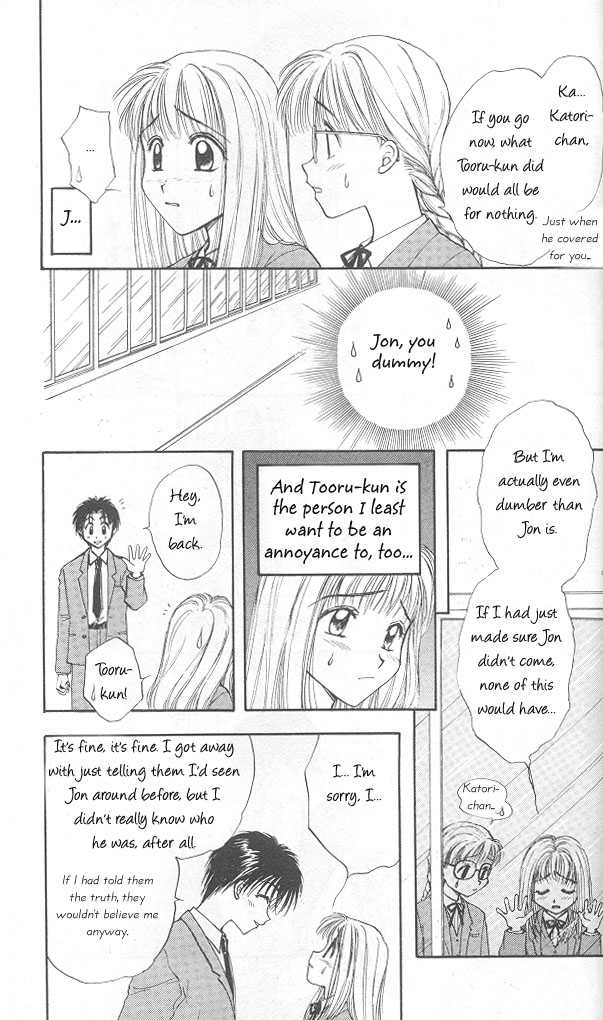 Ka...
Katori-
chan,
If you go
now, what
Tooru-kun did
would all be
for nothing.
Just when
he covered
for you...
...
J...
Jon, you
dummy!
But I'm
actually even
dumber than
Jon is.
If I had just
made sure Jon
didn't come,
none of this
would have...
Katori-
chan...
And Tooru-kun is
the person I least
want to be an
annoyance to, too...
Hey,
I'm
back.
Tooru-
kun!
I... I'm
sorry, I...
It's fine, it's fine. I got away
with just telling them I'd seen
Jon around before, but I
didn't really know who
he was, after all.
If I had told them
the truth, they
wouldn't believe me
anyway.